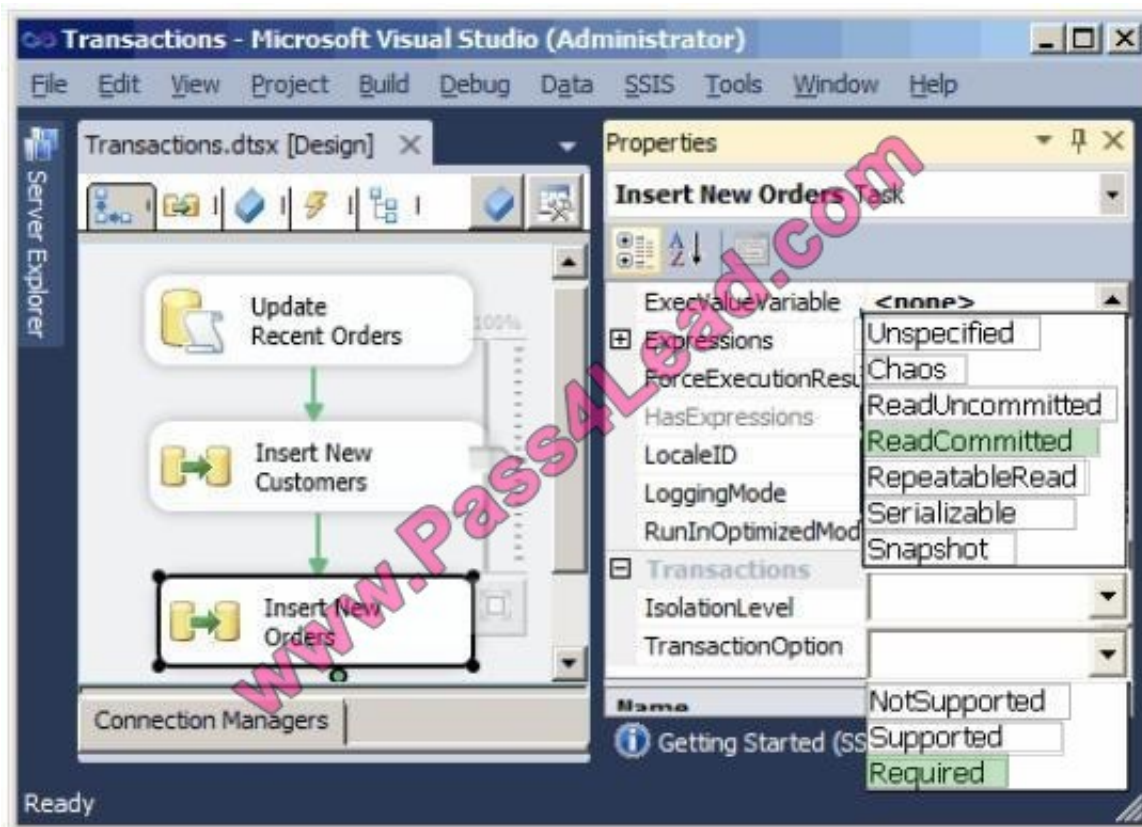 Transactions - Microsoft Visual Studio (Administrator)
File Edit View Project Build Debug Data SSIS Tools Window Help
Server Explorer
Transactions.dtsx [Design]
Update
Recent Orders
100%
Insert New
Customers
Insert New
Orders
Connection Managers
Properties
Insert New Orders Task
ExecValueVariable <none>
Expressions
ForceExecutionResu
HasExpressions
LocaleID
LoggingMode
RunInOptimizedMod
Unspecified
Chaos
ReadUncommitted
ReadCommitted
RepeatableRead
Serializable
Snapshot
Transactions
IsolationLevel
TransactionOption
NotSupported
Supported
Required
Name
Getting Started (SS
Ready
www.Pass4Lead.com